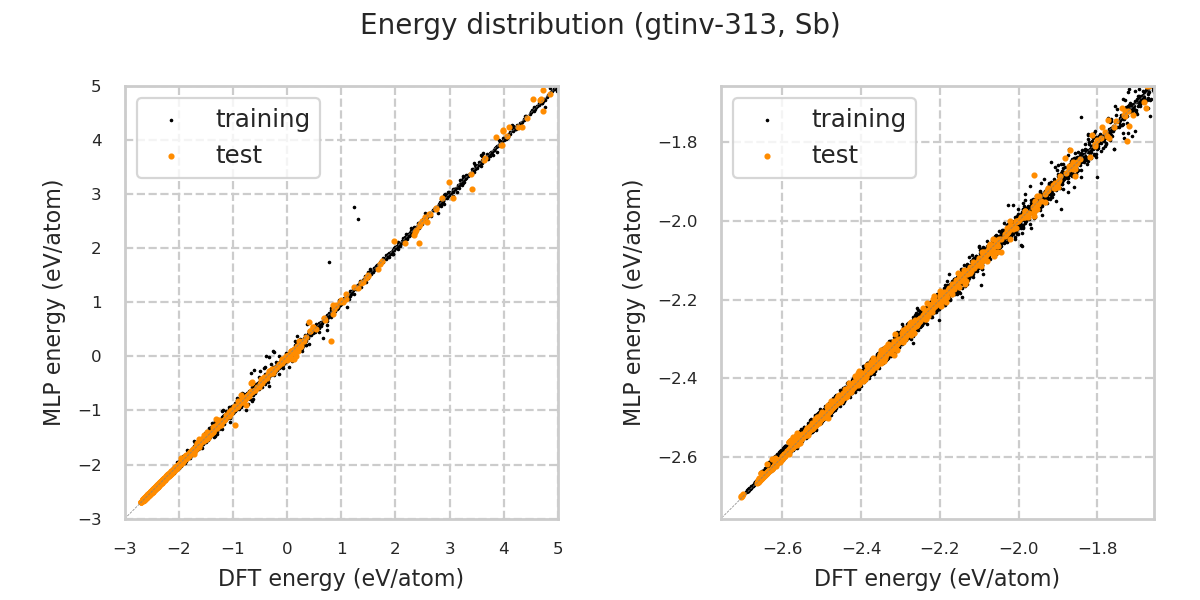 Energy distribution (gtinv-313, Sb)
training
test
MLP energy (eV/atom)
5
4
3
2
1
0
−1
−2
−3
−3 −2 −1 0 1 2 3 4 5
DFT energy (eV/atom)
training
test
MLP energy (eV/atom)
−1.8
−2.0
−2.2
−2.4
−2.6
−2.6 −2.4 −2.2 −2.0 −1.8
DFT energy (eV/atom)